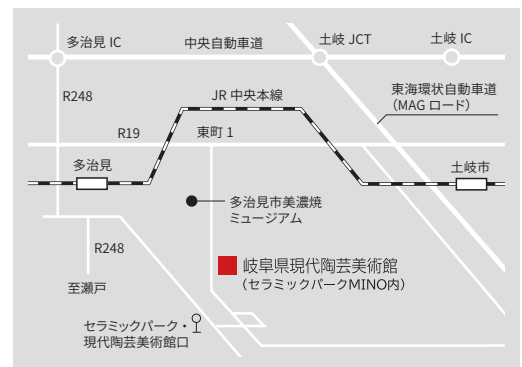 多治見 IC
中央自動車道
土岐 JCT
土岐 IC
R248
JR 中央本線
東海環状自動車道
（MAG ロード）
R19
東町 1
多治見
土岐市
多治見市美濃焼
ミュージアム
R248
岐阜県現代陶芸美術館
（セラミックパークMINO内）
至瀬戸
セラミックパーク・
現代陶芸美術館口